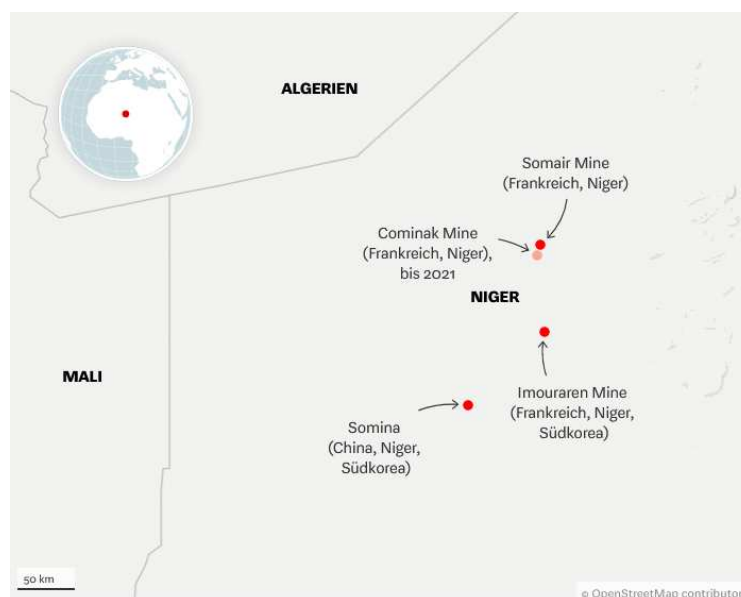 ALGERIEN
Somair Mine
(Frankreich, Niger)
Cominak Mine
(Frankreich, Niger),
bis 2021
NIGER
MALI
Imouraren Mine
(Frankreich, Niger,
Südkorea)
Somina
(China, Niger,
Südkorea)
50 km
© OpenStreetMap contributor